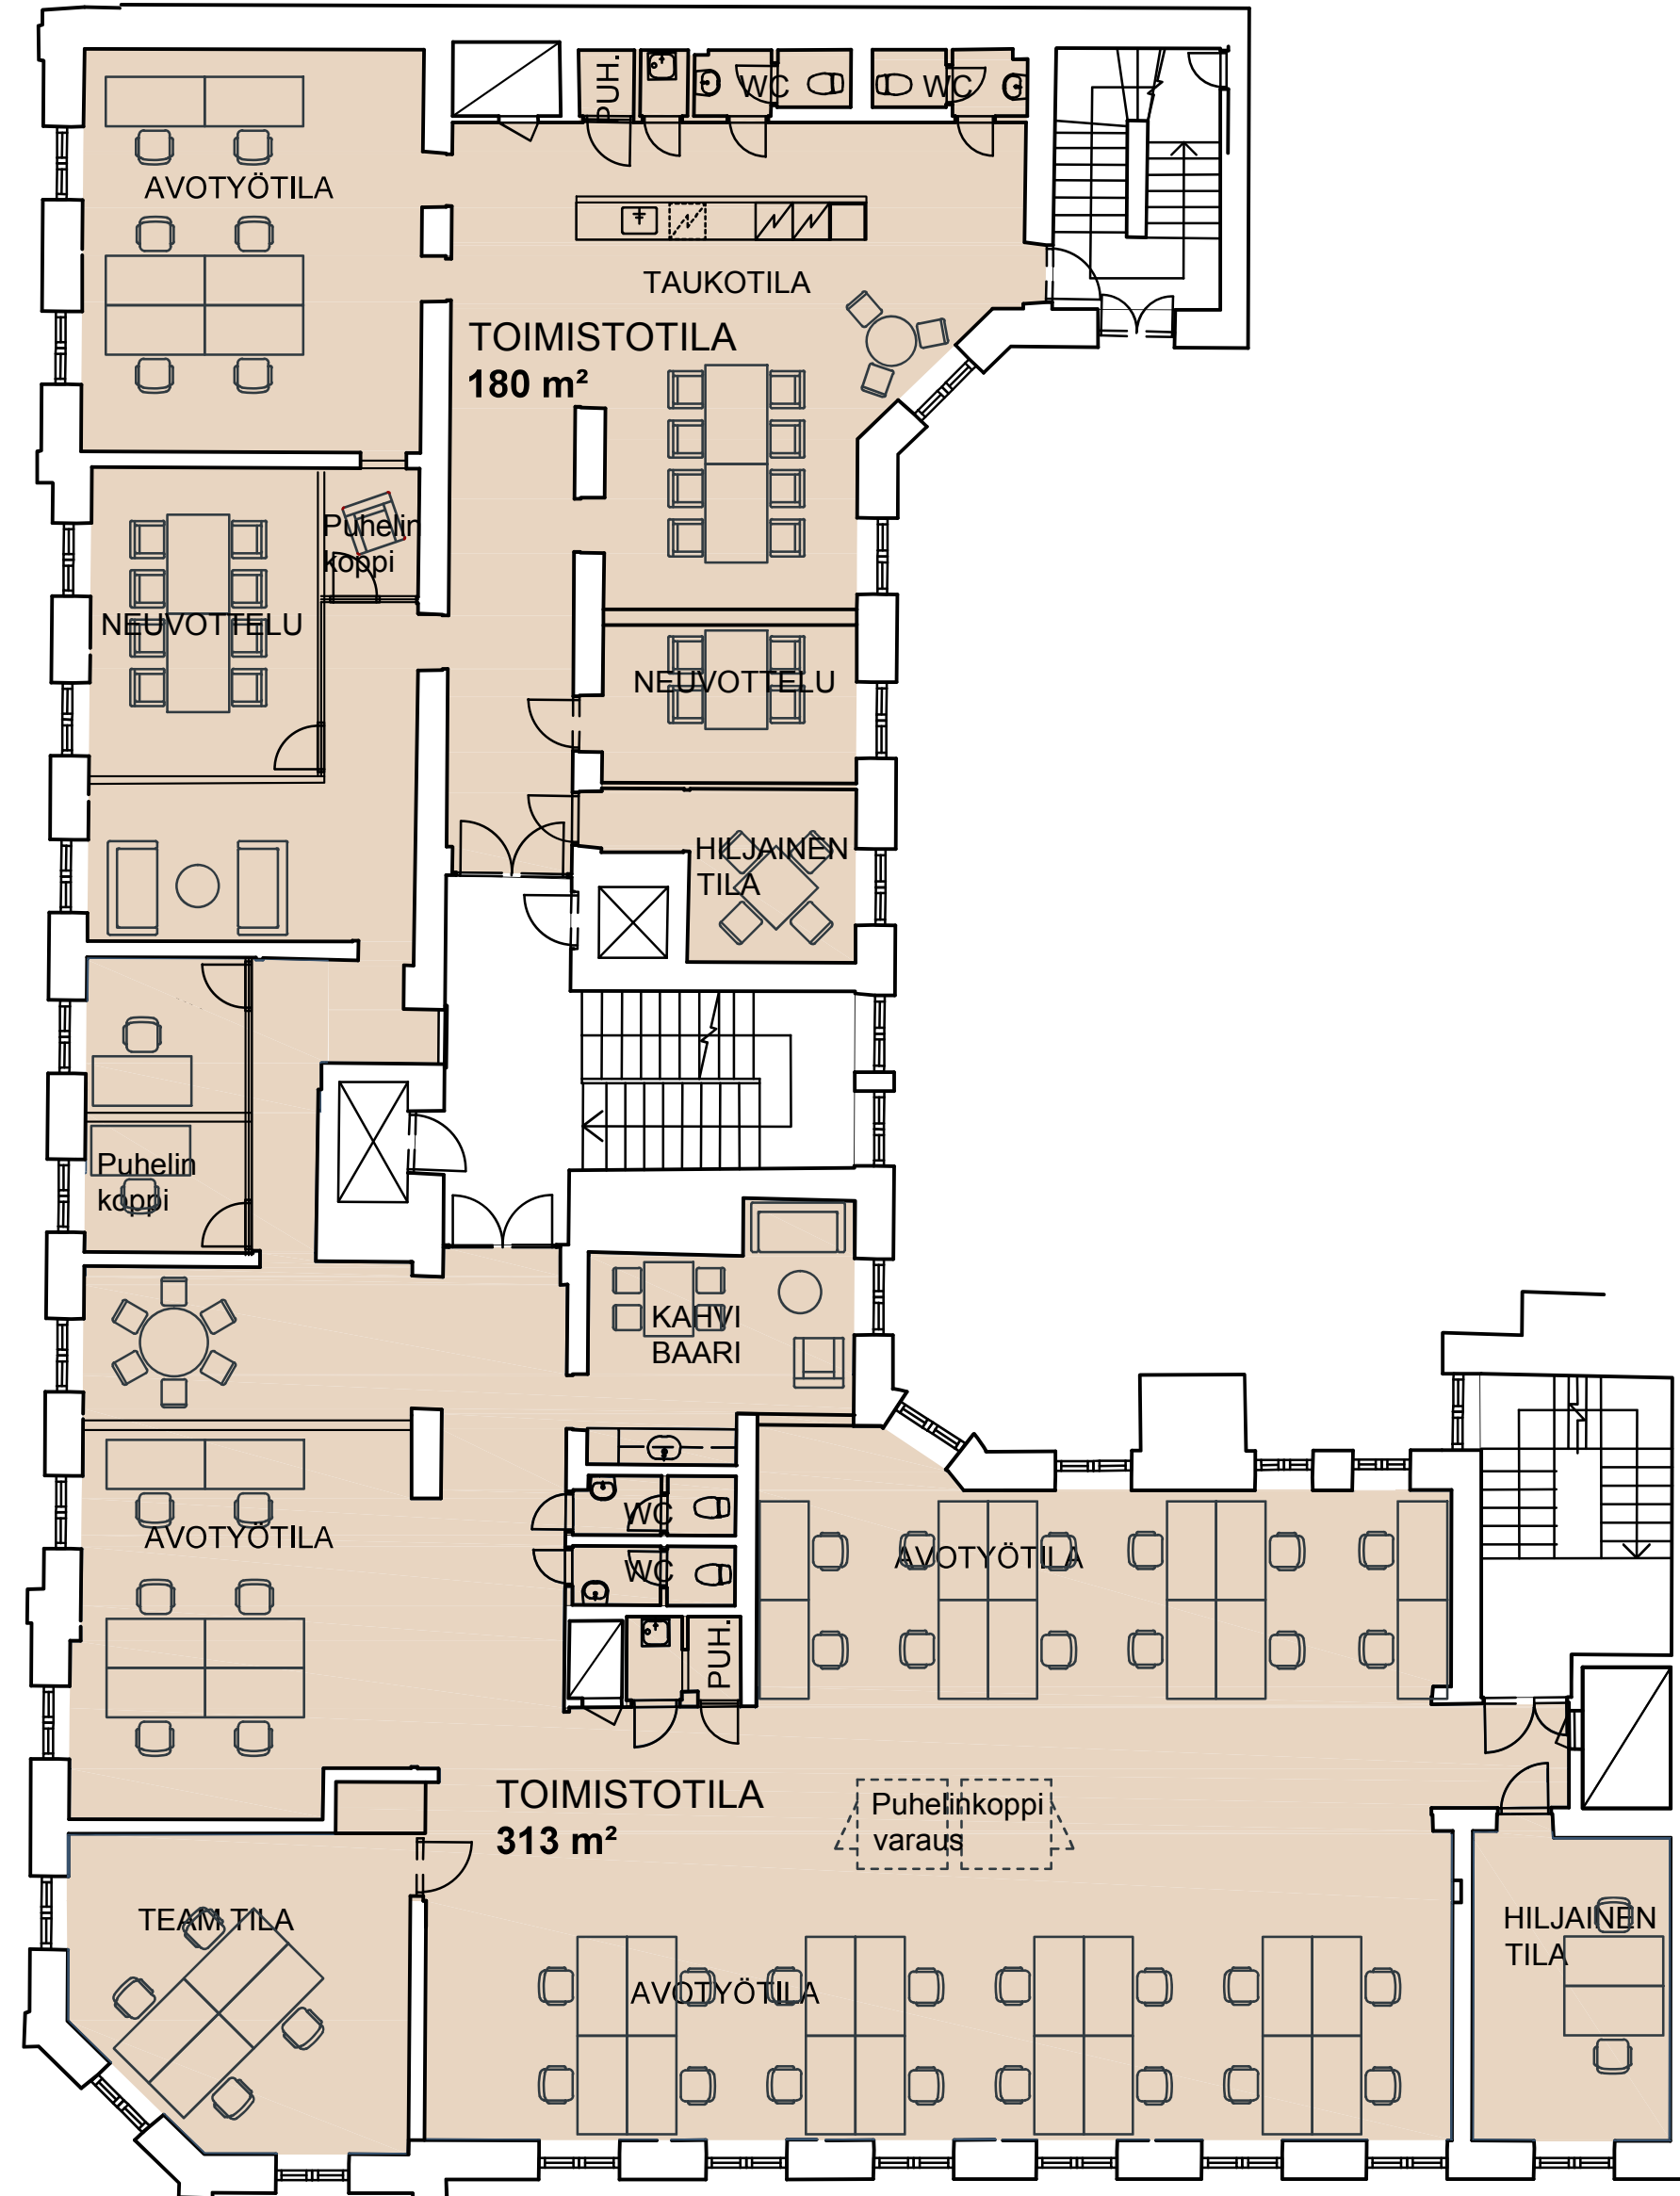 PUH.
WC
WC
AVOTYÖTILA
TAUKOTILA
TOIMISTOTILA
180 m²
Puhelin
koppi
NEUVOTTELU
NEUVOTTELU
HILJAINEN
TILA
Puhelin
koppi
KAHVI
BAARI
AVOTYÖTILA
WC
WC
PUH.
AVOTYÖTILA
TOIMISTOTILA
313 m²
Puhelinkoppi
varaus
TEAM TILA
AVOTYÖTILA
HILJAINEN
TILA